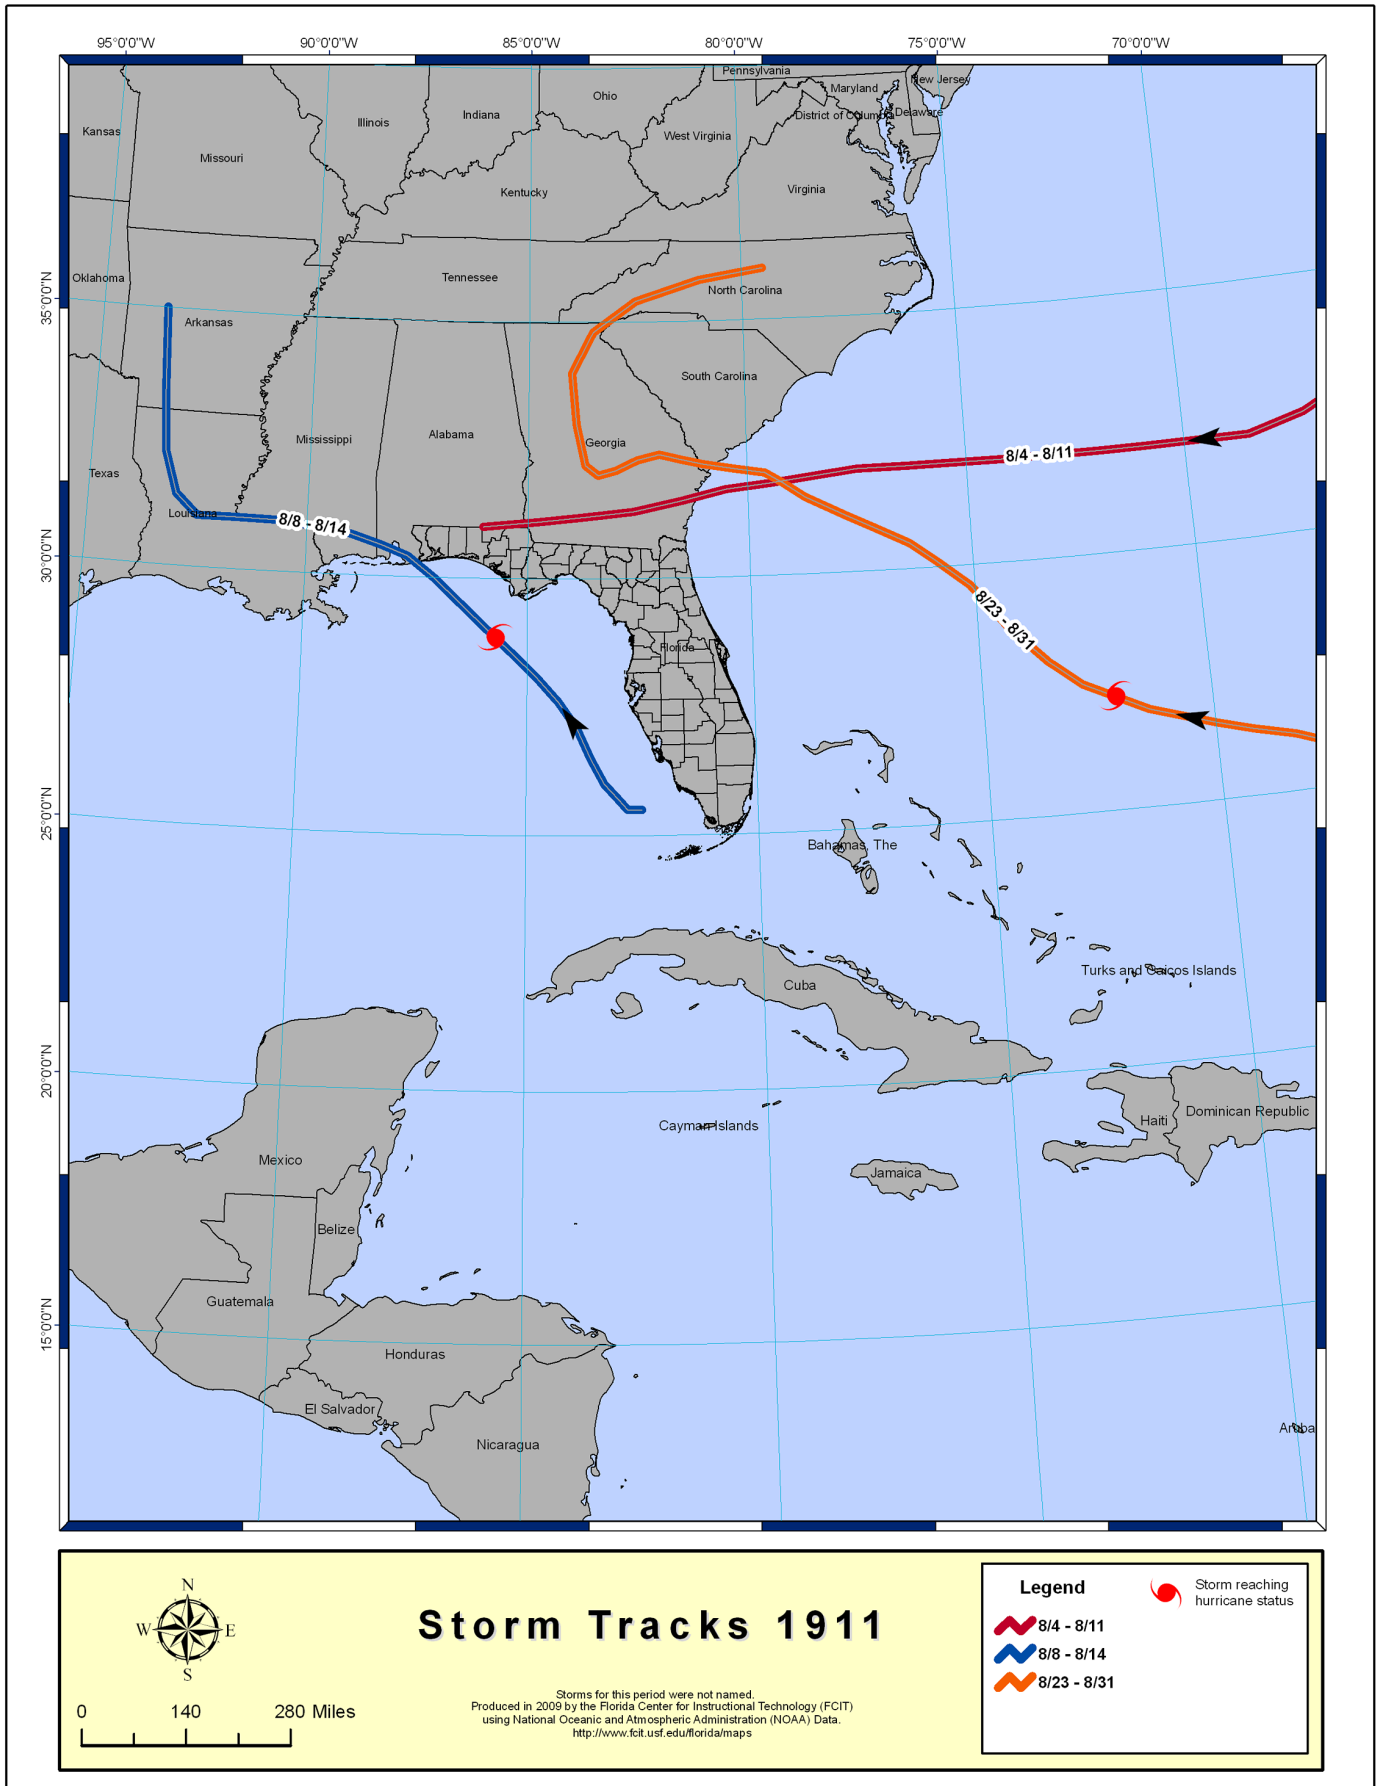 95°0'0"W
90°0'0"W
85°0'0"W
80°0'0"W
75°0'0"W
70°0'0"W
Pennsylvania
New Jersey
Maryland
Ohio
Indiana
District of Columbia
Delaware
Illinois
Kansas
West Virginia
Missouri
Virginia
Kentucky
35°0'0"N
Oklahoma
Tennessee
North Carolina
Arkansas
South Carolina
Mississippi
Alabama
Georgia
8/4 - 8/11
Texas
Louisiana
8/8 - 8/14
30°0'0"N
8/23 - 8/31
Florida
25°0'0"N
Bahamas, The
Turks and Caicos Islands
Cuba
20°0'0"N
Dominican Republic
Haiti
Cayman Islands
Mexico
Jamaica
Belize
Guatemala
15°0'0"N
Honduras
El Salvador
Aruba
Nicaragua
N
W
E
S
0 140 280 Miles
Storm Tracks 1911
Storms for this period were not named.
Produced in 2009 by the Florida Center for Instructional Technology (FCIT)
using National Oceanic and Atmospheric Administration (NOAA) Data.
http://www.fcit.usf.edu/florida/maps
Legend
8/4 - 8/11
8/8 - 8/14
8/23 - 8/31
Storm reaching
hurricane status